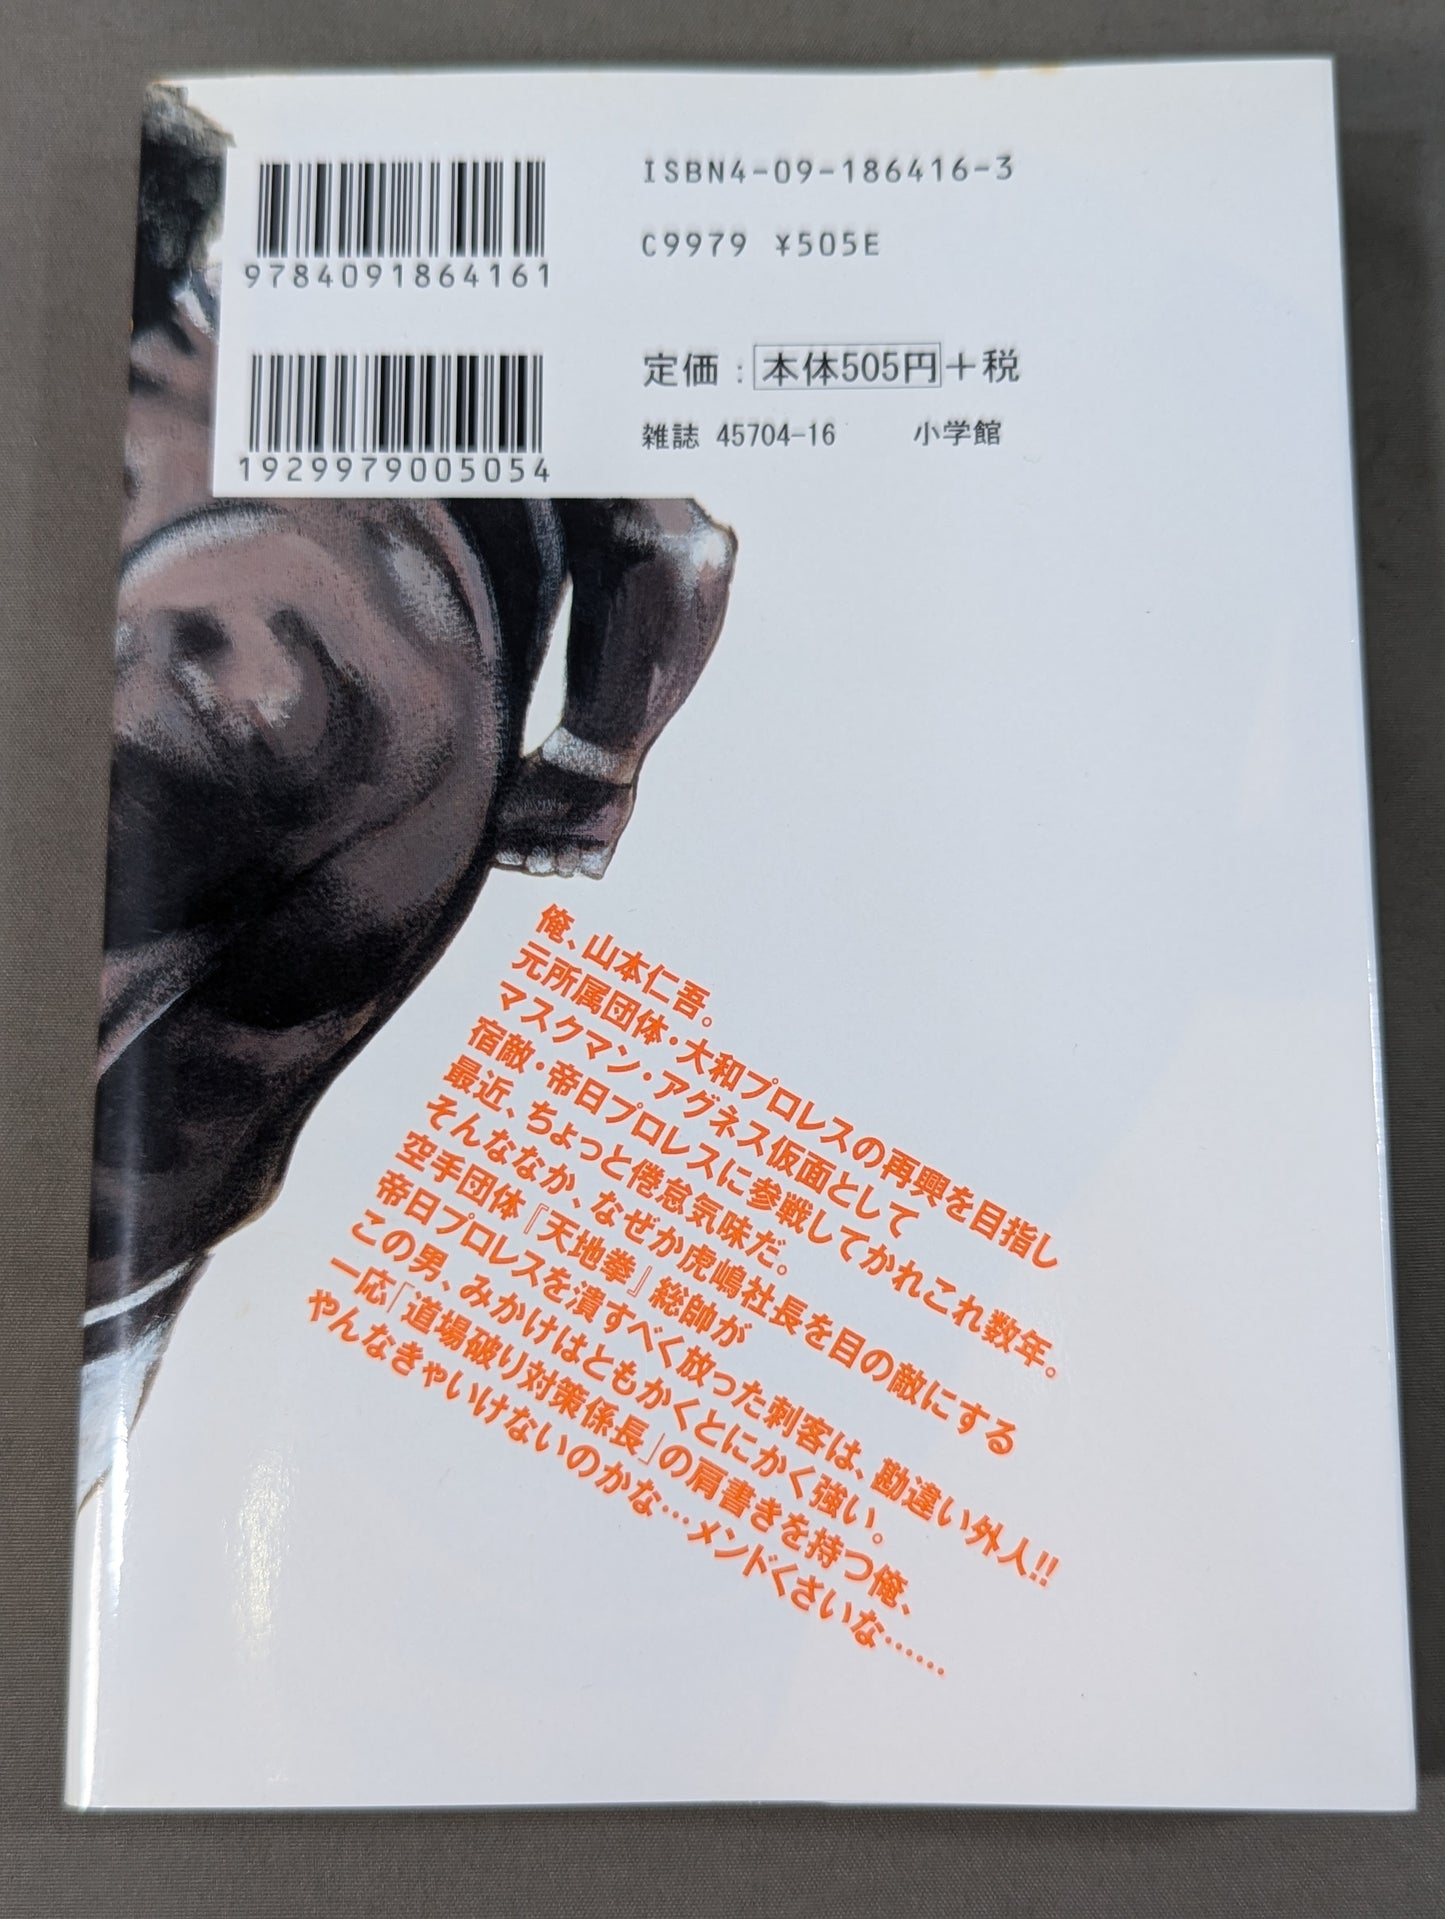 9784091864161
ISBN4-09-186416-3
C9979 ¥505E
1929979005054
定価：本体505円＋税
雑誌 45704-16　小学館
俺、山本仁吾。
元所属団体・大和プロレスの再興を目指し
マスクマン・アグネス仮面として
宿敵・帝日プロレスに参戦してかれこれ数年。
最近、ちょっと倦怠気味だ。
そんななか、なぜか虎嶋社長を目の敵にする
空手団体『天地拳』総帥が
帝日プロレスを潰すべく放った刺客は、勘違い外人!!
この男、みかけはともかくとにかく強い。
一応「道場破り対策係長」の肩書きを持つ俺、
やんなきゃいけないのかな…メンドくさいな……